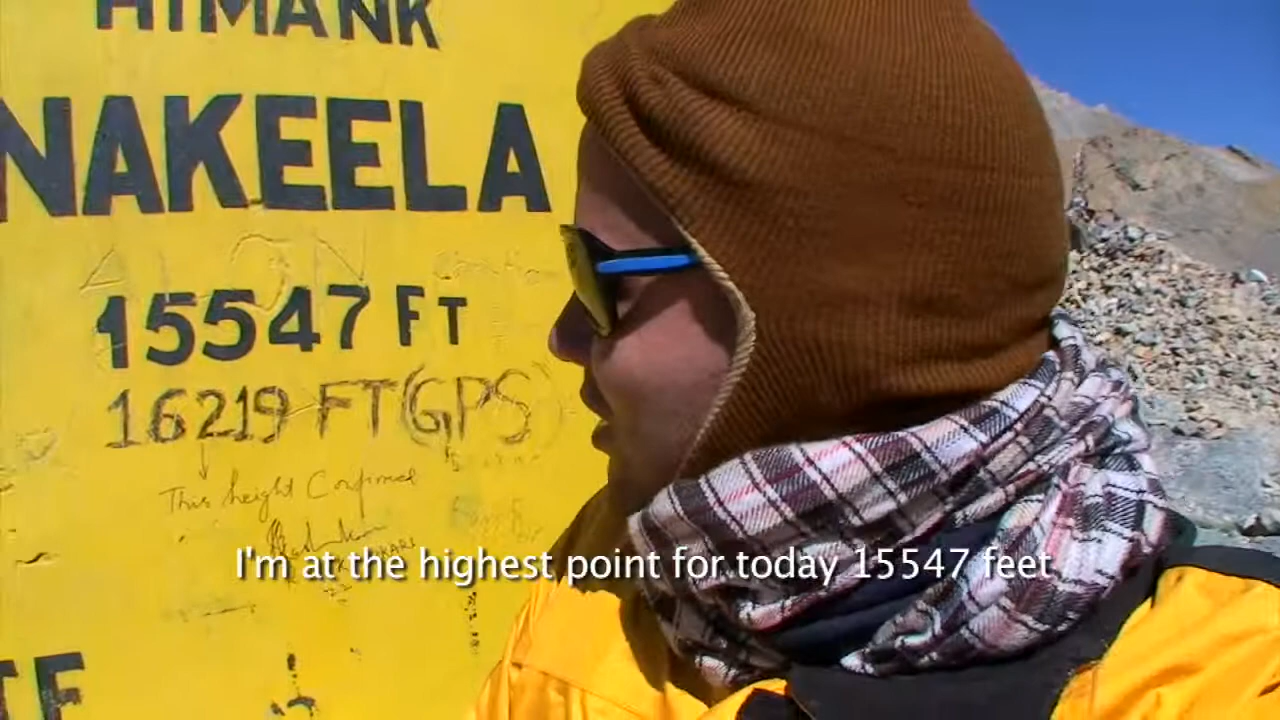 HIMANK
NAKEELA
15547 FT
16219 FT (GPS)
This height Confirmed
I'm at the highest point for today 15547 feet